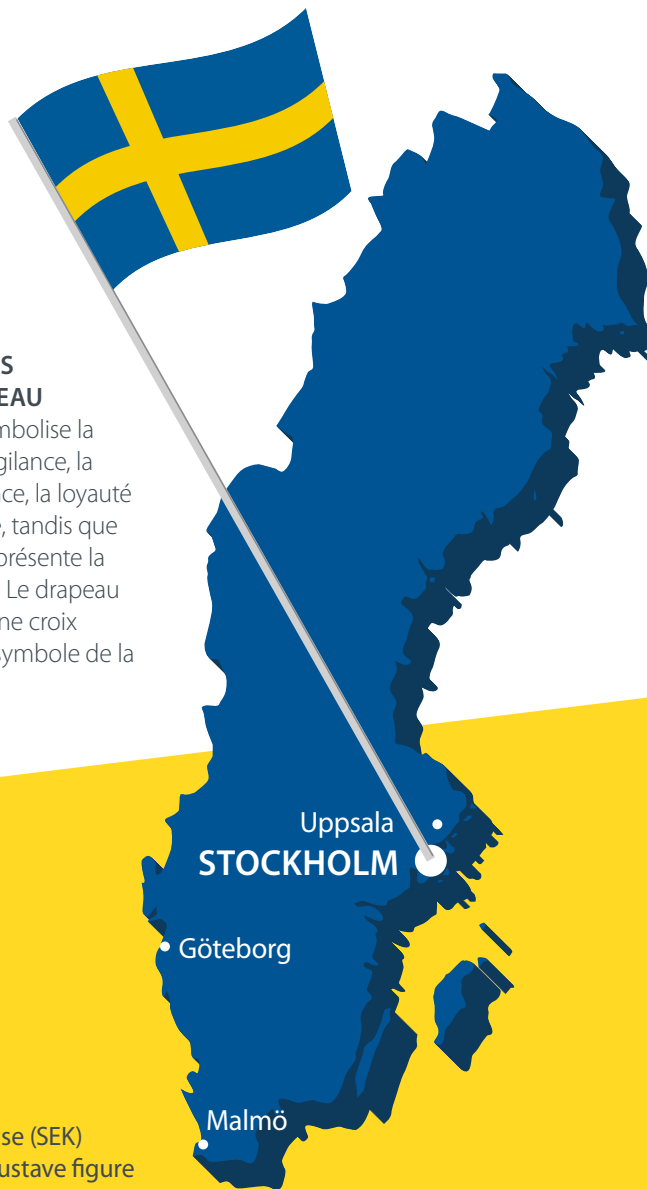 S
EAU
mbolise la
gilance, la
ce, la loyauté
, tandis que
présente la
Le drapeau
ne croix
symbole de la
Uppsala
STOCKHOLM
Göteborg
Malmö
se (SEK)
ustave figure